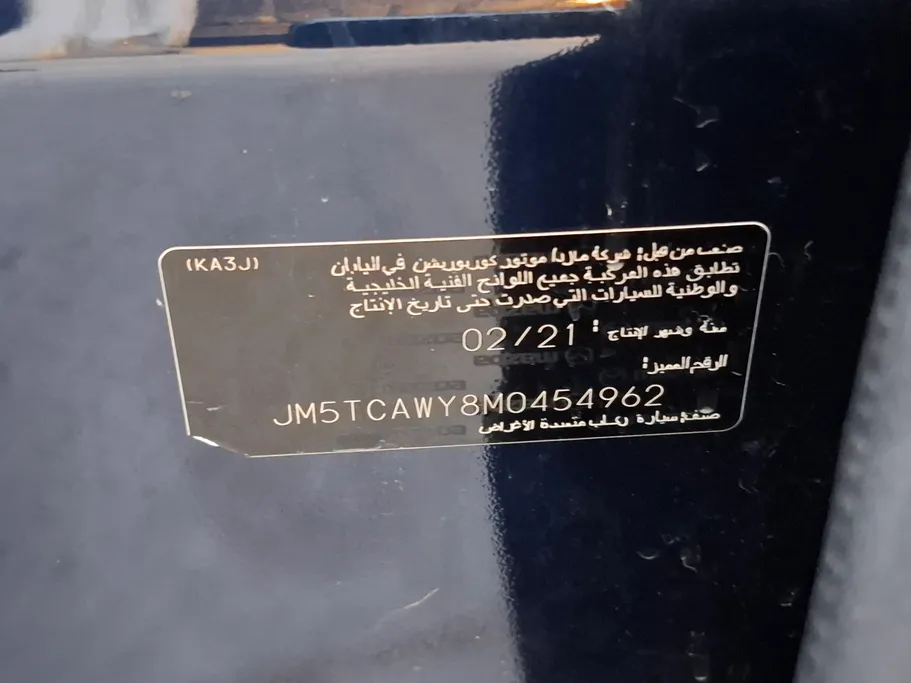 (KA3J)
صنعت من قبل: شركة مازدا موتور كوربوريشن في اليابان
تطابق هذه المركبة جميع اللوائح الفنية الخليجية
والوطنية للسيارات التي صدرت حتى تاريخ الإنتاج
سنة وشهر الإنتاج : 02/21
الرقم المميز:
JM5TCAWY8M0454962
صنف: سيارة ركاب متعددة الأغراض